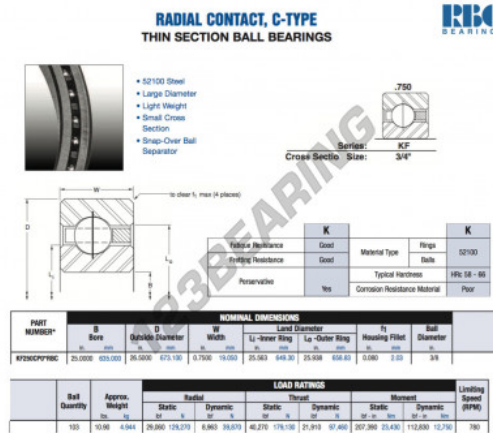 RADIAL CONTACT, C-TYPE
THIN SECTION BALL BEARINGS
RBC
BEARING
• 52100 Steel
• Large Diameter
• Light Weight
• Small Cross
Section
• Snap-Over Ball
Separator
.750
Series: KF
Cross Sectio Size: 3/4"
W
to clear f₁ max (4 places)
D
L₁
B
L₀
123BEARING
K K
Fatigue Resistance Good Material Type Rings 52100
Fretting Resistance Good Balls
Preservative Yes Typical Hardness HRc 58 - 66
Corrosion Resistance Material Poor
NOMINAL DIMENSIONS
PART NUMBER* B Bore D Outside Diameter W Width Land Diameter f₁ Housing Fillet Ball Diameter
Lᵢ -Inner Ring L₀ -Outer Ring
in. mm in. mm in. mm in. mm in. mm in. mm in.
KF250CP0*RBC 25.0000 635.000 26.5000 673.100 0.7500 19.050 25.563 649.30 25.938 658.83 0.080 2.03 3/8
LOAD RATINGS
Ball Quantity Approx. Weight Radial Thrust Moment Limiting Speed (RPM)
Static Dynamic Static Dynamic Static Dynamic
lbs. kg lbf N lbf N lbf N lbf N lbf - in Nm lbf - in Nm
103 10.90 4.944 29,060 129,270 8,963 39,870 40,270 179,130 21,910 97,460 207,390 23,430 112,830 12,750 780